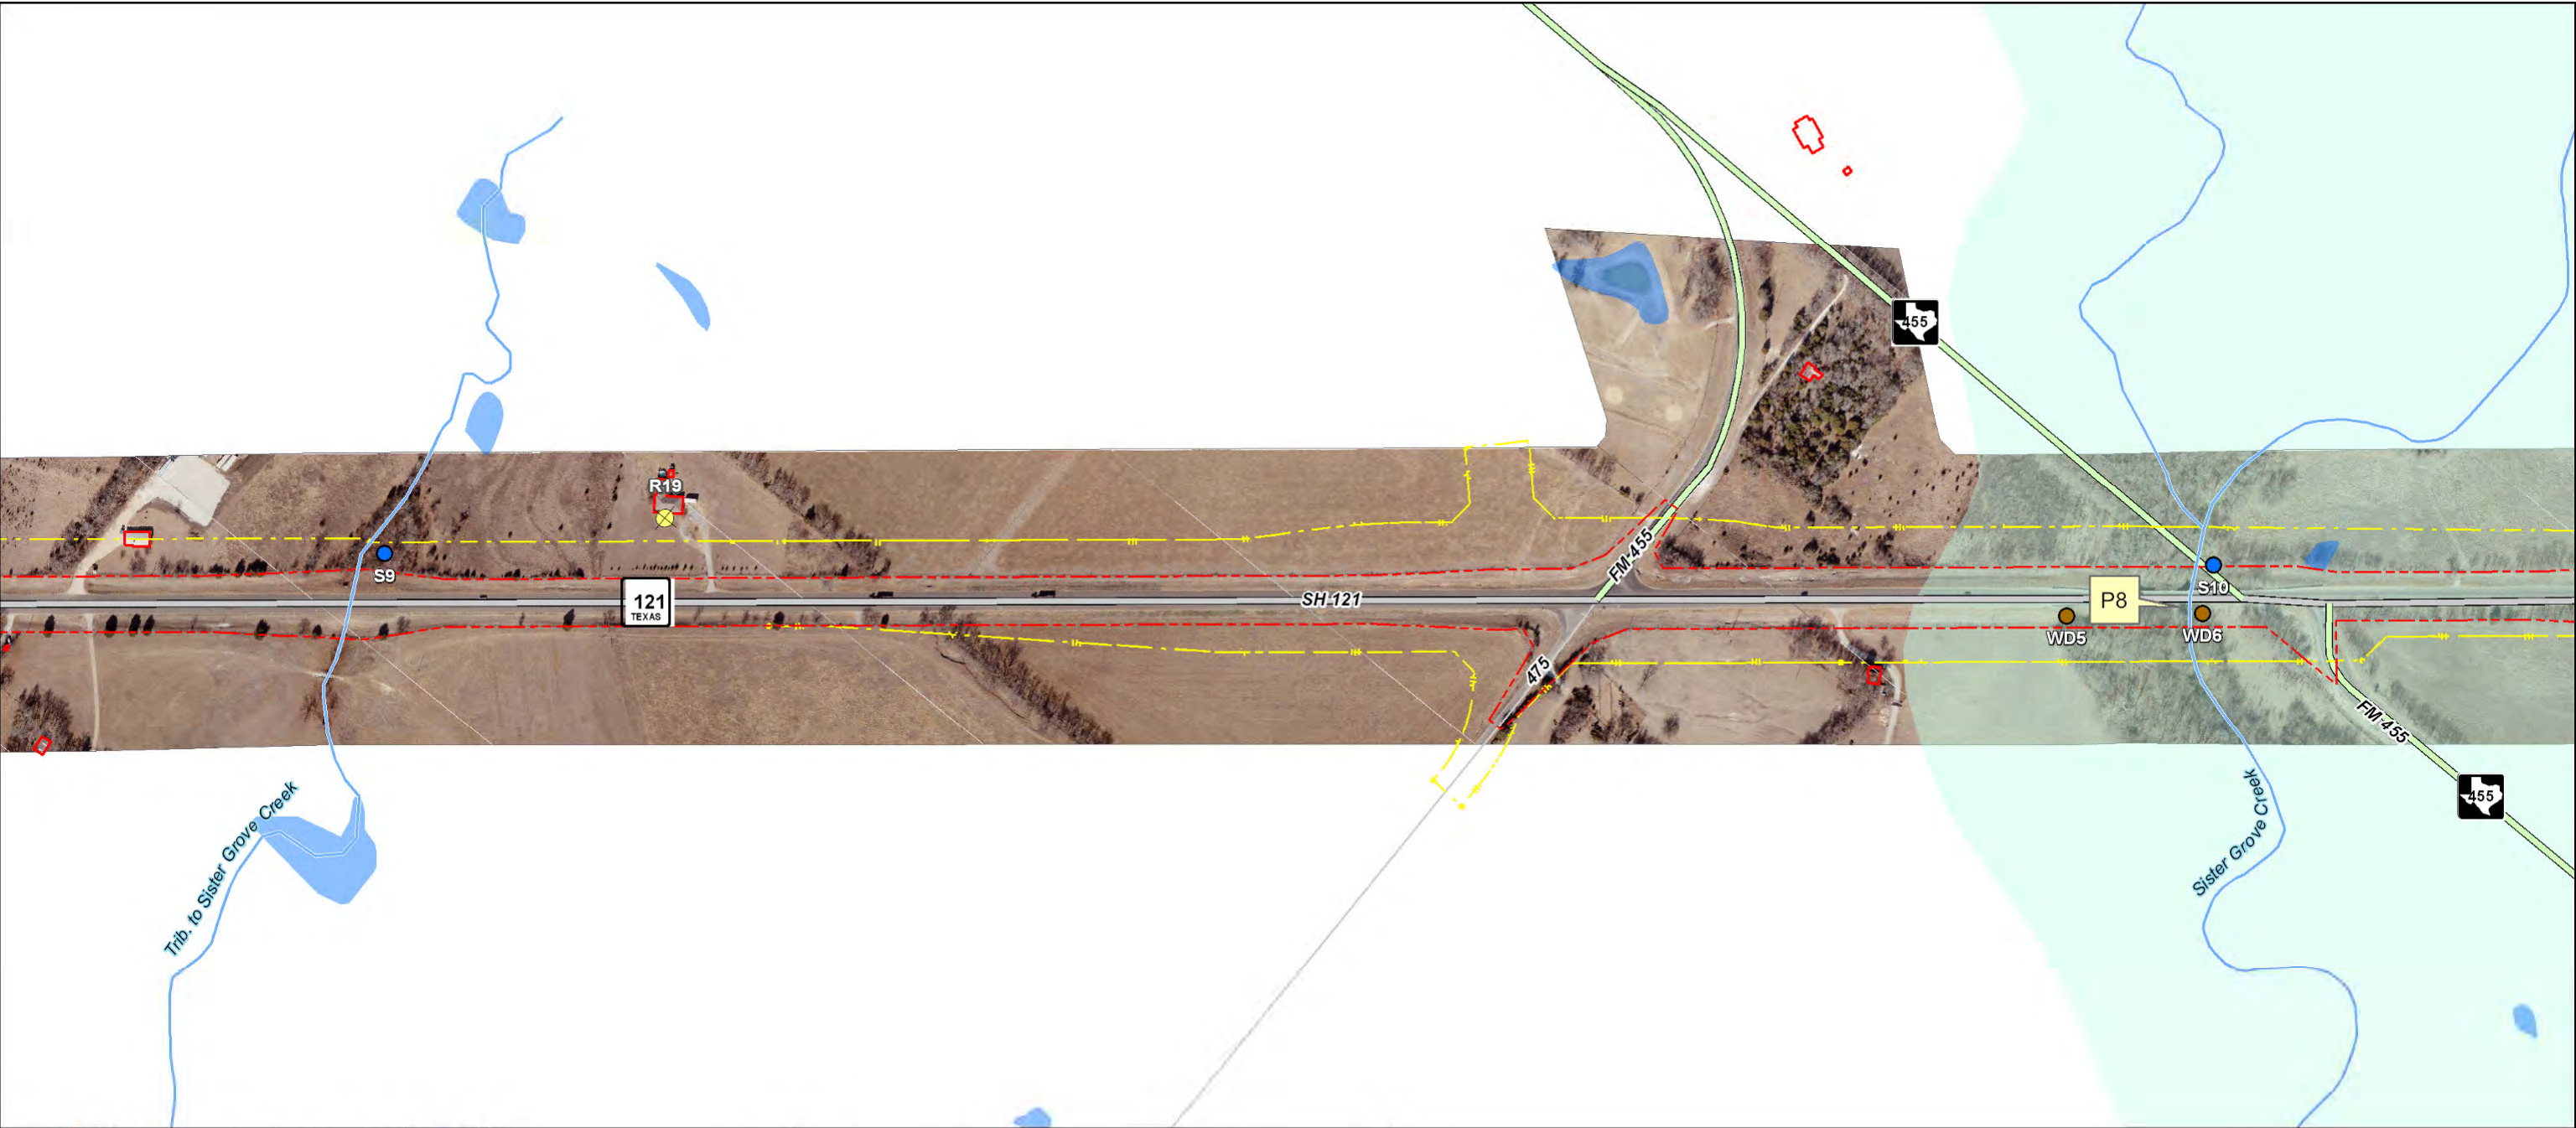 455
R19
S9
FM 455
S10
121
TEXAS
SH 121
P8
WD5
WD6
475
FM 455
455
Trib. to Sister Grove Creek
Sister Grove Creek